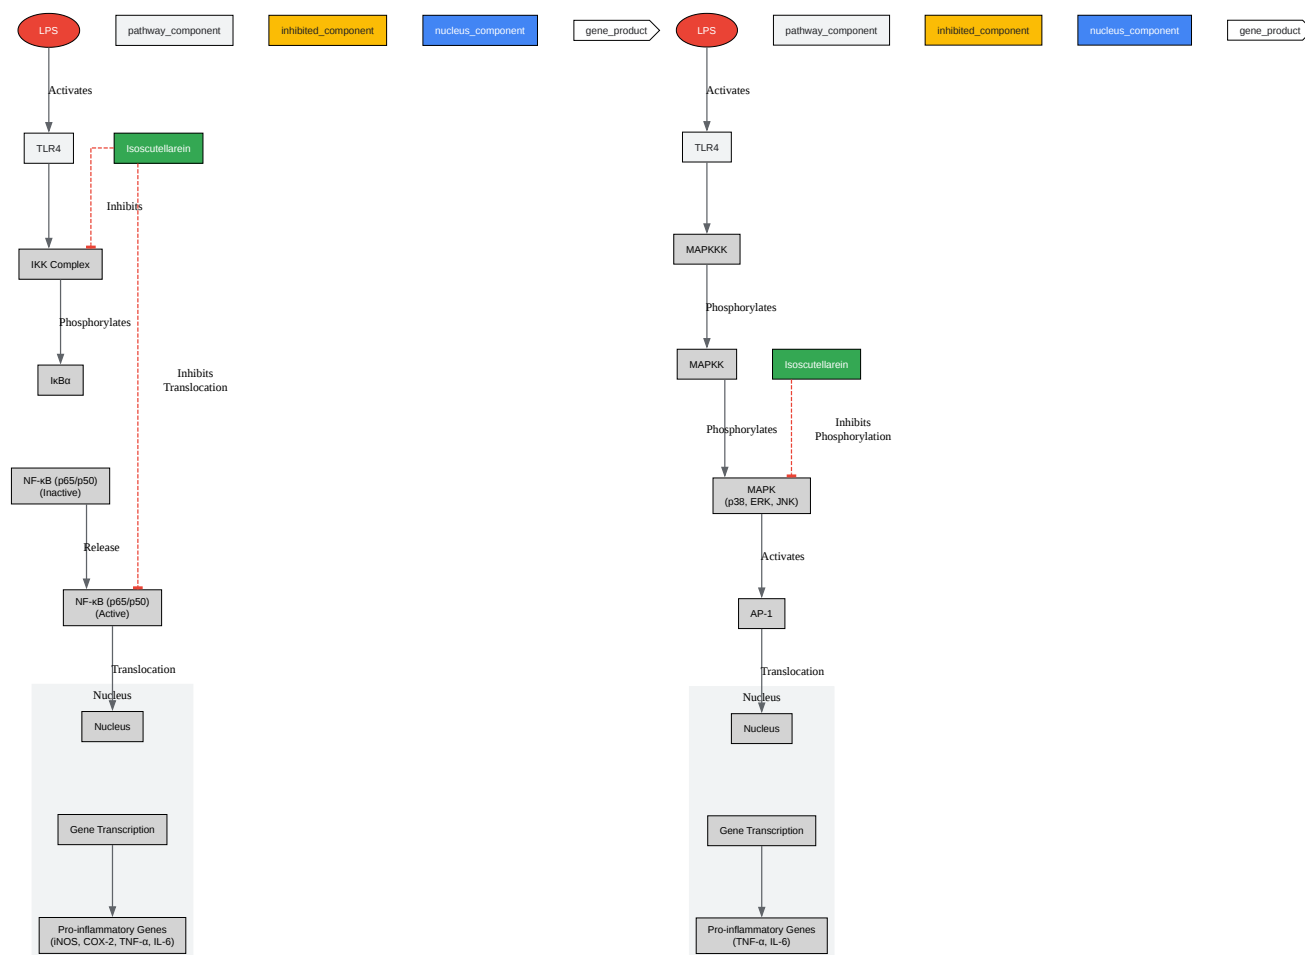 LPS
pathway_component
inhibited_component
nucleus_component
gene_product
Activates
TLR4
Isoscutellarein
Inhibits
IKK Complex
Phosphorylates
IκBα
Inhibits
Translocation
NF-κB (p65/p50)
(Inactive)
Release
NF-κB (p65/p50)
(Active)
Translocation
Nucleus
Nucleus
Gene Transcription
Pro-inflammatory Genes
(iNOS, COX-2, TNF-α, IL-6)
LPS
pathway_component
inhibited_component
nucleus_component
gene_product
Activates
TLR4
MAPKKK
Phosphorylates
MAPKK
Isoscutellarein
Phosphorylates
Inhibits
Phosphorylation
MAPK
(p38, ERK, JNK)
Activates
AP-1
Translocation
Nucleus
Nucleus
Gene Transcription
Pro-inflammatory Genes
(TNF-α, IL-6)